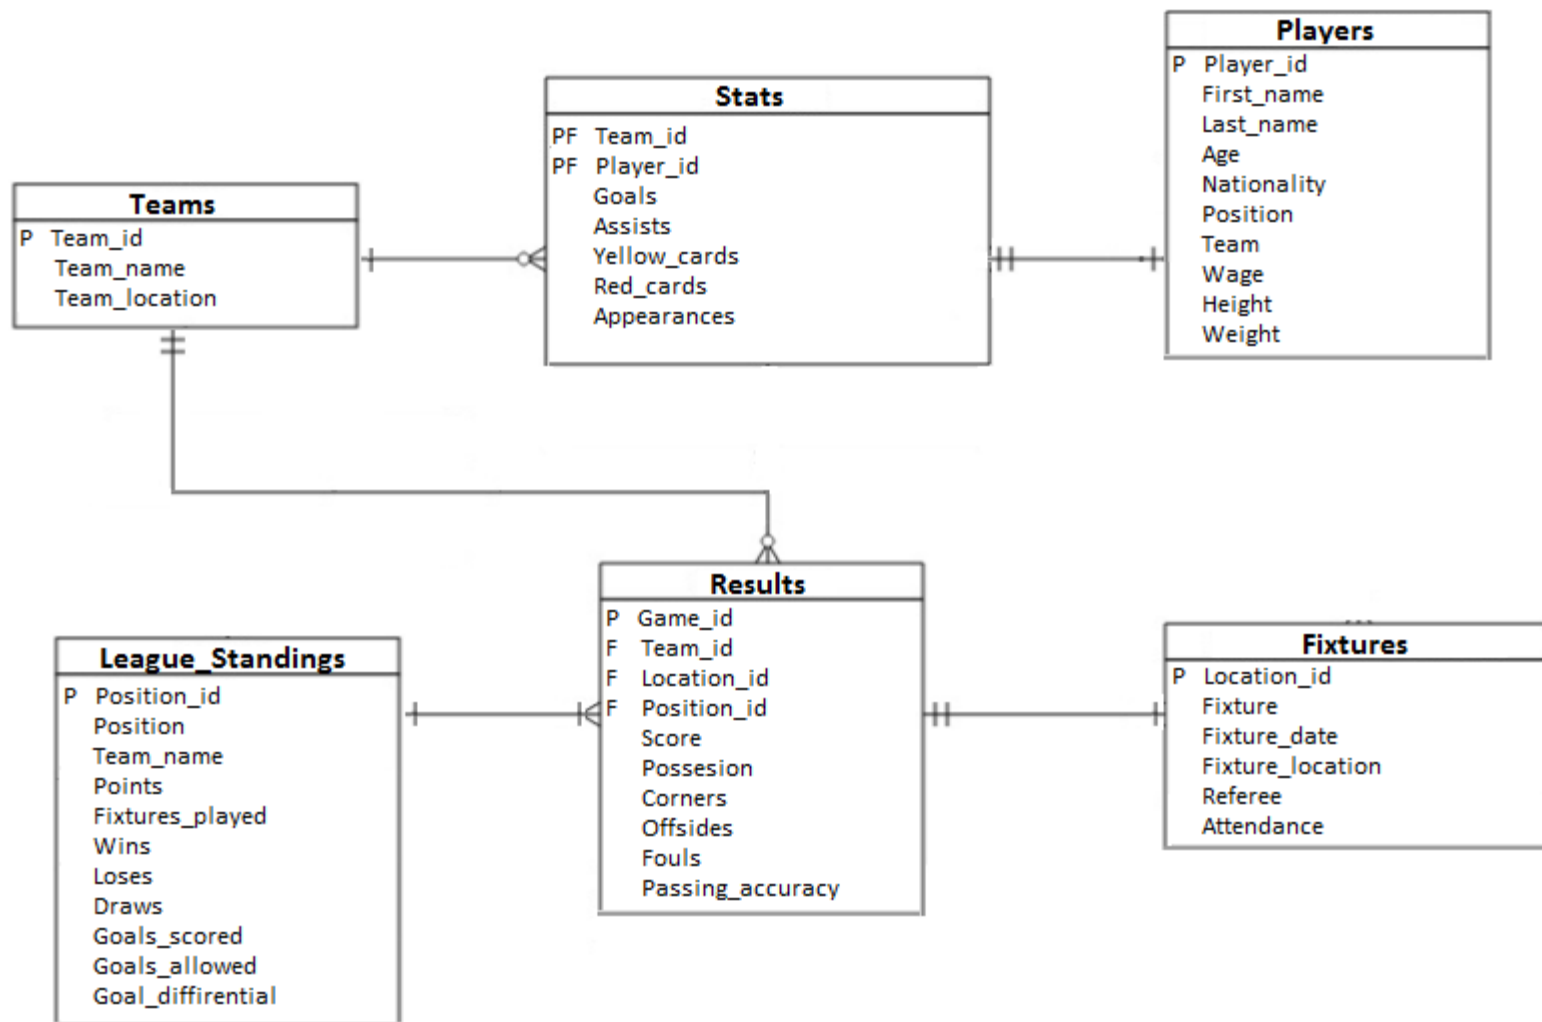 Players
P Player_id
First_name
Last_name
Age
Nationality
Position
Team
Wage
Height
Weight
Stats
PF Team_id
PF Player_id
Goals
Assists
Yellow_cards
Red_cards
Appearances
Teams
P Team_id
Team_name
Team_location
Results
P Game_id
F Team_id
F Location_id
F Position_id
Score
Possesion
Corners
Offsides
Fouls
Passing_accuracy
League_Standings
P Position_id
Position
Team_name
Points
Fixtures_played
Wins
Loses
Draws
Goals_scored
Goals_allowed
Goal_diffirential
Fixtures
P Location_id
Fixture
Fixture_date
Fixture_location
Referee
Attendance